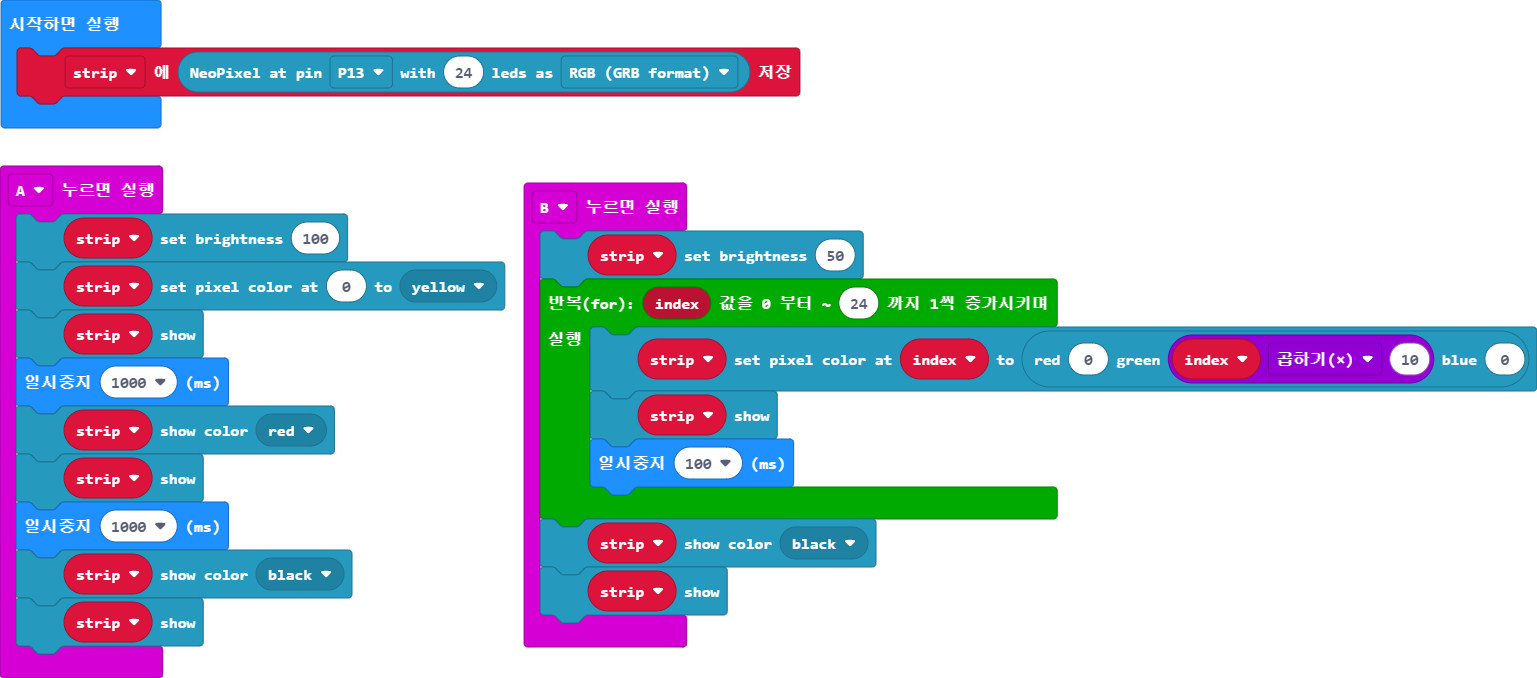 시작하면 실행
strip 에 NeoPixel at pin P13 with 24 leds as RGB (GRB format) 저장
A 누르면 실행
strip set brightness 100
strip set pixel color at 0 to yellow
strip show
일시중지 1000 (ms)
strip show color red
strip show
일시중지 1000 (ms)
strip show color black
strip show
B 누르면 실행
strip set brightness 50
반복(for): index 값을 0 부터 ~ 24 까지 1씩 증가시키며
실행
strip set pixel color at index to red 0 green index 곱하기(×) 10 blue 0
strip show
일시중지 100 (ms)
strip show color black
strip show